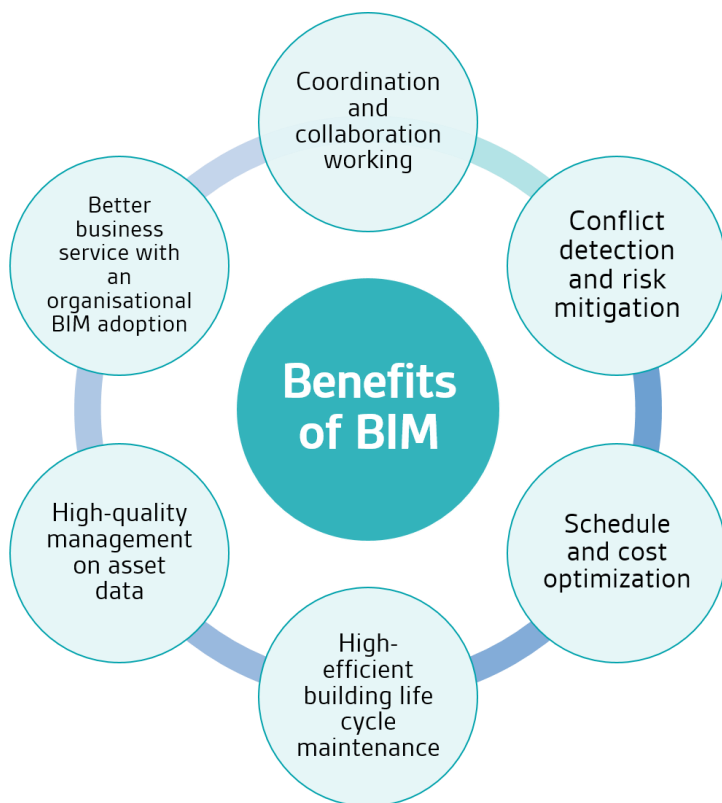 Coordination
and
collaboration
working
Conflict
detection
and risk
mitigation
Schedule
and cost
optimization
High-
efficient
building life
cycle
maintenance
High-quality
management
on asset
data
Better
business
service with
an
organisational
BIM adoption
Benefits
of BIM